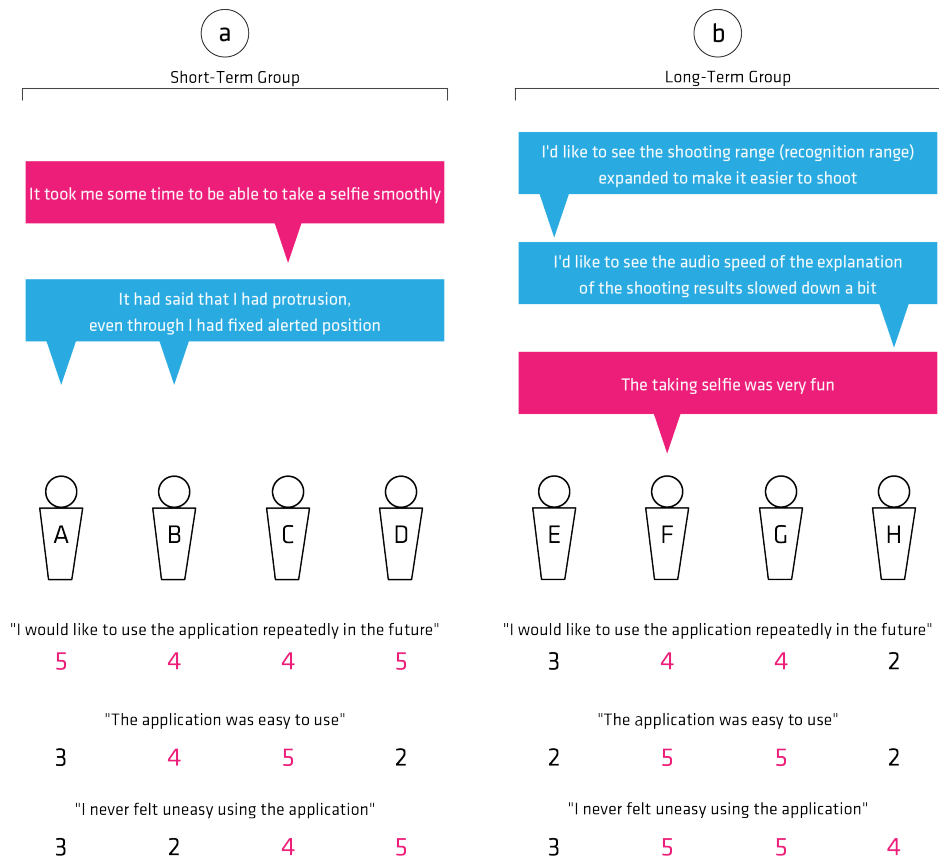 a
Short-Term Group
It took me some time to be able to take a selfie smoothly
It had said that I had protrusion,
even through I had fixed alerted position
A B C D
"I would like to use the application repeatedly in the future"
5 4 4 5
"The application was easy to use"
3 4 5 2
"I never felt uneasy using the application"
3 2 4 5
b
Long-Term Group
I'd like to see the shooting range (recognition range)
expanded to make it easier to shoot
I'd like to see the audio speed of the explanation
of the shooting results slowed down a bit
The taking selfie was very fun
E F G H
"I would like to use the application repeatedly in the future"
3 4 4 2
"The application was easy to use"
2 5 5 2
"I never felt uneasy using the application"
3 5 5 4